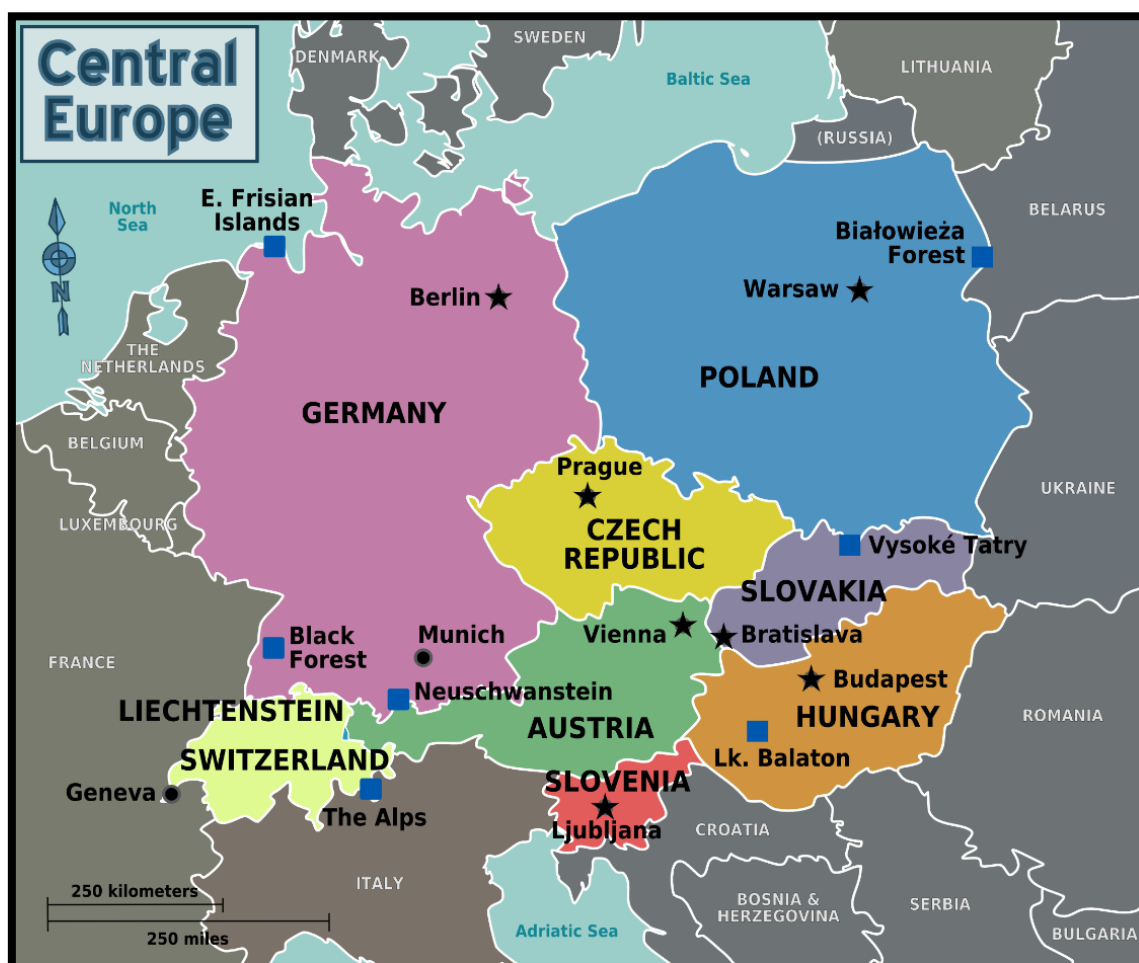 Central
Europe
DENMARK
SWEDEN
Baltic Sea
LITHUANIA
(RUSSIA)
North
Sea
E. Frisian
Islands
BELARUS
Białowieża
Forest
N
Berlin
Warsaw
THE
NETHERLANDS
POLAND
GERMANY
BELGIUM
Prague
UKRAINE
LUXEMBOURG
CZECH
REPUBLIC
Vysoké Tatry
SLOVAKIA
Black
Forest
Munich
Vienna
Bratislava
FRANCE
Neuschwanstein
Budapest
LIECHTENSTEIN
AUSTRIA
HUNGARY
ROMANIA
SWITZERLAND
Lk. Balaton
SLOVENIA
Geneva
The Alps
Ljubljana
CROATIA
ITALY
250 kilometers
BOSNIA &
HERZEGOVINA
SERBIA
Adriatic Sea
250 miles
BULGARIA